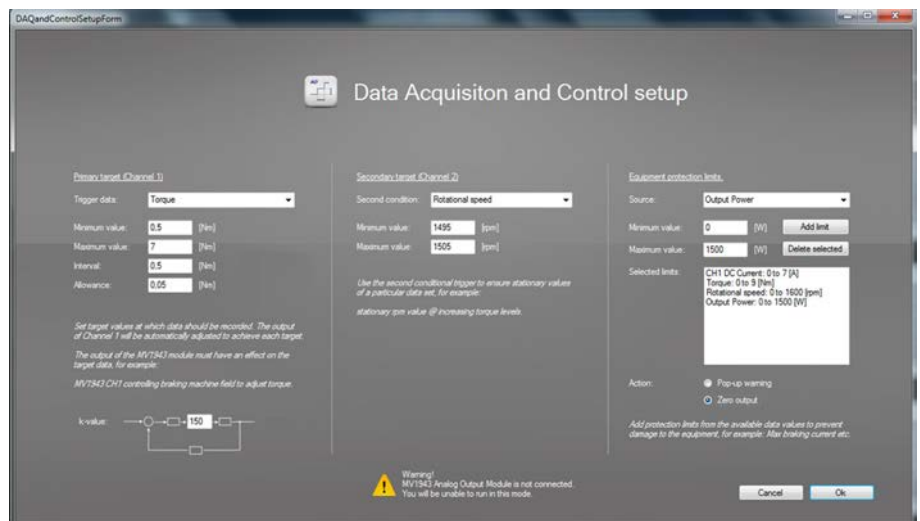 DAQandControlSetupForm
Data Acquisiton and Control setup
Primary target (Channel 1)
Trigger data: Torque
Minimum value: 0,5 [Nm]
Maximum value: 7 [Nm]
Interval: 0,5 [Nm]
Allowance: 0,05 [Nm]
Set target values at which data should be recorded. The output
of Channel 1 will be automatically adjusted to achieve each target.
The output of the MV1943 module must have an effect on the
target data, for example:
MV1943 CH1 controlling braking machine field to adjust torque.
k-value: 150
Secondary target (Channel 2)
Second condition: Rotational speed
Minimum value: 1495 [rpm]
Maximum value: 1505 [rpm]
Use the second conditional trigger to ensure stationary values
of a particular data set, for example:
stationary rpm value @ increasing torque levels.
Equipment protection limits.
Source: Output Power
Minimum value: 0 [W] Add limit
Maximum value: 1500 [W] Delete selected
Selected limits: CH1 DC Current: 0 to 7 [A]
Torque: 0 to 9 [Nm]
Rotational speed: 0 to 1600 [rpm]
Output Power: 0 to 1500 [W]
Action: Pop-up warning
Zero output
Add protection limits from the available data values to prevent
damage to the equipment, for example: Max braking current etc.
Warning!
MV1943 Analog Output Module is not connected.
You will be unable to run in this mode.
Cancel Ok